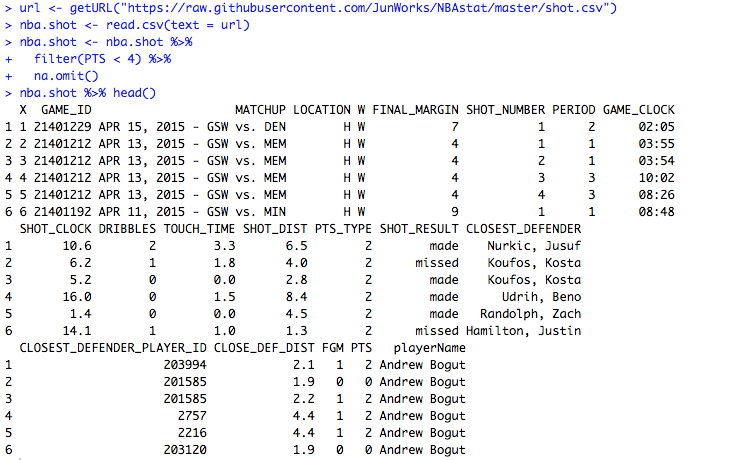 > url <- getURL("https://raw.githubusercontent.com/JunWorks/NBAstat/master/shot.csv")
> nba.shot <- read.csv(text = url)
> nba.shot <- nba.shot %>%
+   filter(PTS < 4) %>%
+   na.omit()
> nba.shot %>% head()
  X  GAME_ID                  MATCHUP LOCATION W FINAL_MARGIN SHOT_NUMBER PERIOD GAME_CLOCK
1 1 21401229 APR 15, 2015 - GSW vs. DEN        H W            7           1      2      02:05
2 2 21401212 APR 13, 2015 - GSW vs. MEM        H W            4           1      1      03:55
3 3 21401212 APR 13, 2015 - GSW vs. MEM        H W            4           2      1      03:54
4 4 21401212 APR 13, 2015 - GSW vs. MEM        H W            4           3      3      10:02
5 5 21401212 APR 13, 2015 - GSW vs. MEM        H W            4           4      3      08:26
6 6 21401192 APR 11, 2015 - GSW vs. MIN        H W            9           1      1      08:48
  SHOT_CLOCK DRIBBLES TOUCH_TIME SHOT_DIST PTS_TYPE SHOT_RESULT CLOSEST_DEFENDER
1       10.6        2        3.3       6.5        2        made   Nurkic, Jusuf
2        6.2        1        1.8       4.0        2      missed   Koufos, Kosta
3        5.2        0        0.0       2.8        2        made   Koufos, Kosta
4       16.0        0        1.5       8.4        2        made     Udrih, Beno
5        1.4        0        0.0       4.5        2        made  Randolph, Zach
6       14.1        1        1.0       1.3        2      missed Hamilton, Justin
  CLOSEST_DEFENDER_PLAYER_ID CLOSE_DEF_DIST FGM PTS   playerName
1                     203994            2.1   1   2 Andrew Bogut
2                     201585            1.9   0   0 Andrew Bogut
3                     201585            2.2   1   2 Andrew Bogut
4                       2757            4.4   1   2 Andrew Bogut
5                       2216            4.4   1   2 Andrew Bogut
6                     203120            1.9   0   0 Andrew Bogut